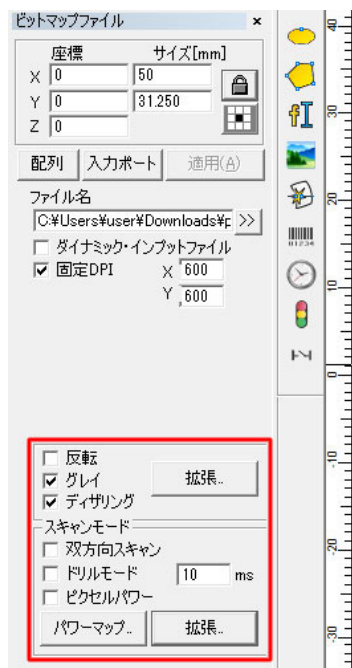 ビットマップファイル ×
座標 サイズ[mm]
X 0 50
Y 0 31.250
Z 0
配列 入力ポート 適用(A)
ファイル名
C:¥Users¥user¥Downloads¥p >>
ダイナミック・インプットファイル
固定DPI X 600
Y 600
反転
グレイ 拡張..
ディザリング
スキャンモード
双方向スキャン
ドリルモード 10 ms
ピクセルパワー
パワーマップ.. 拡張..
40
30
20
10
0
-10
-20
-30
01234